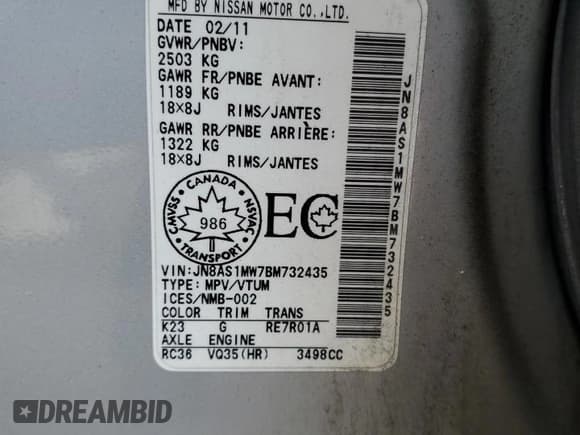 MFD BY NISSAN MOTOR CO.,LTD.
DATE 02/11
GVWR/PNBV:
2503 KG
GAWR FR/PNBE AVANT:
1189 KG
18×8J RIMS/JANTES
GAWR RR/PNBE ARRIÈRE:
1322 KG
18×8J RIMS/JANTES
CANADA
CMVSS
NSVAC
986
TRANSPORT
EC
VIN:JN8AS1MW7BM732435
TYPE: MPV/VTUM
ICES/NMB-002
COLOR TRIM TRANS
K23 G RE7R01A
AXLE ENGINE
RC36 VQ35(HR) 3498CC
JN8AS1MW7BM732435
DREAMBID